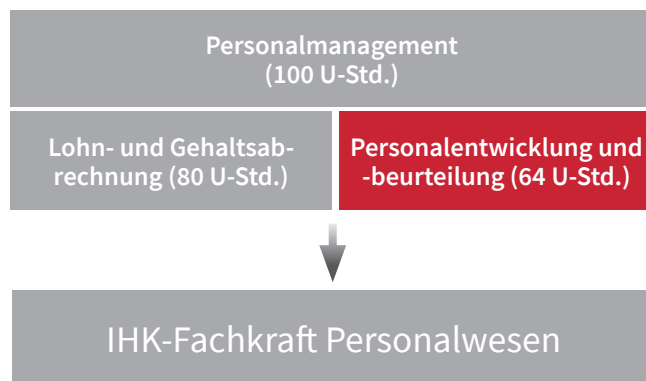 Personalmanagement
(100 U-Std.)
Lohn- und Gehaltsab-
rechnung (80 U-Std.)
Personalentwicklung und
-beurteilung (64 U-Std.)
IHK-Fachkraft Personalwesen